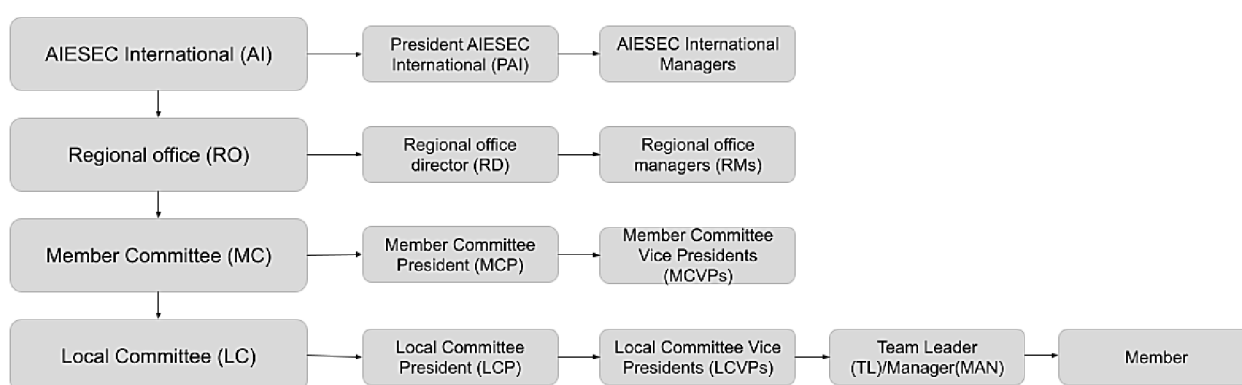 AIESEC International (AI)
President AIESEC
International (PAI)
AIESEC International
Managers
Regional office (RO)
Regional office
director (RD)
Regional office
managers (RMs)
Member Committee (MC)
Member Committee
President (MCP)
Member Committee
Vice Presidents
(MCVPs)
Local Committee (LC)
Local Committee
President (LCP)
Local Committee Vice
Presidents (LCVPs)
Team Leader
(TL)/Manager(MAN)
Member